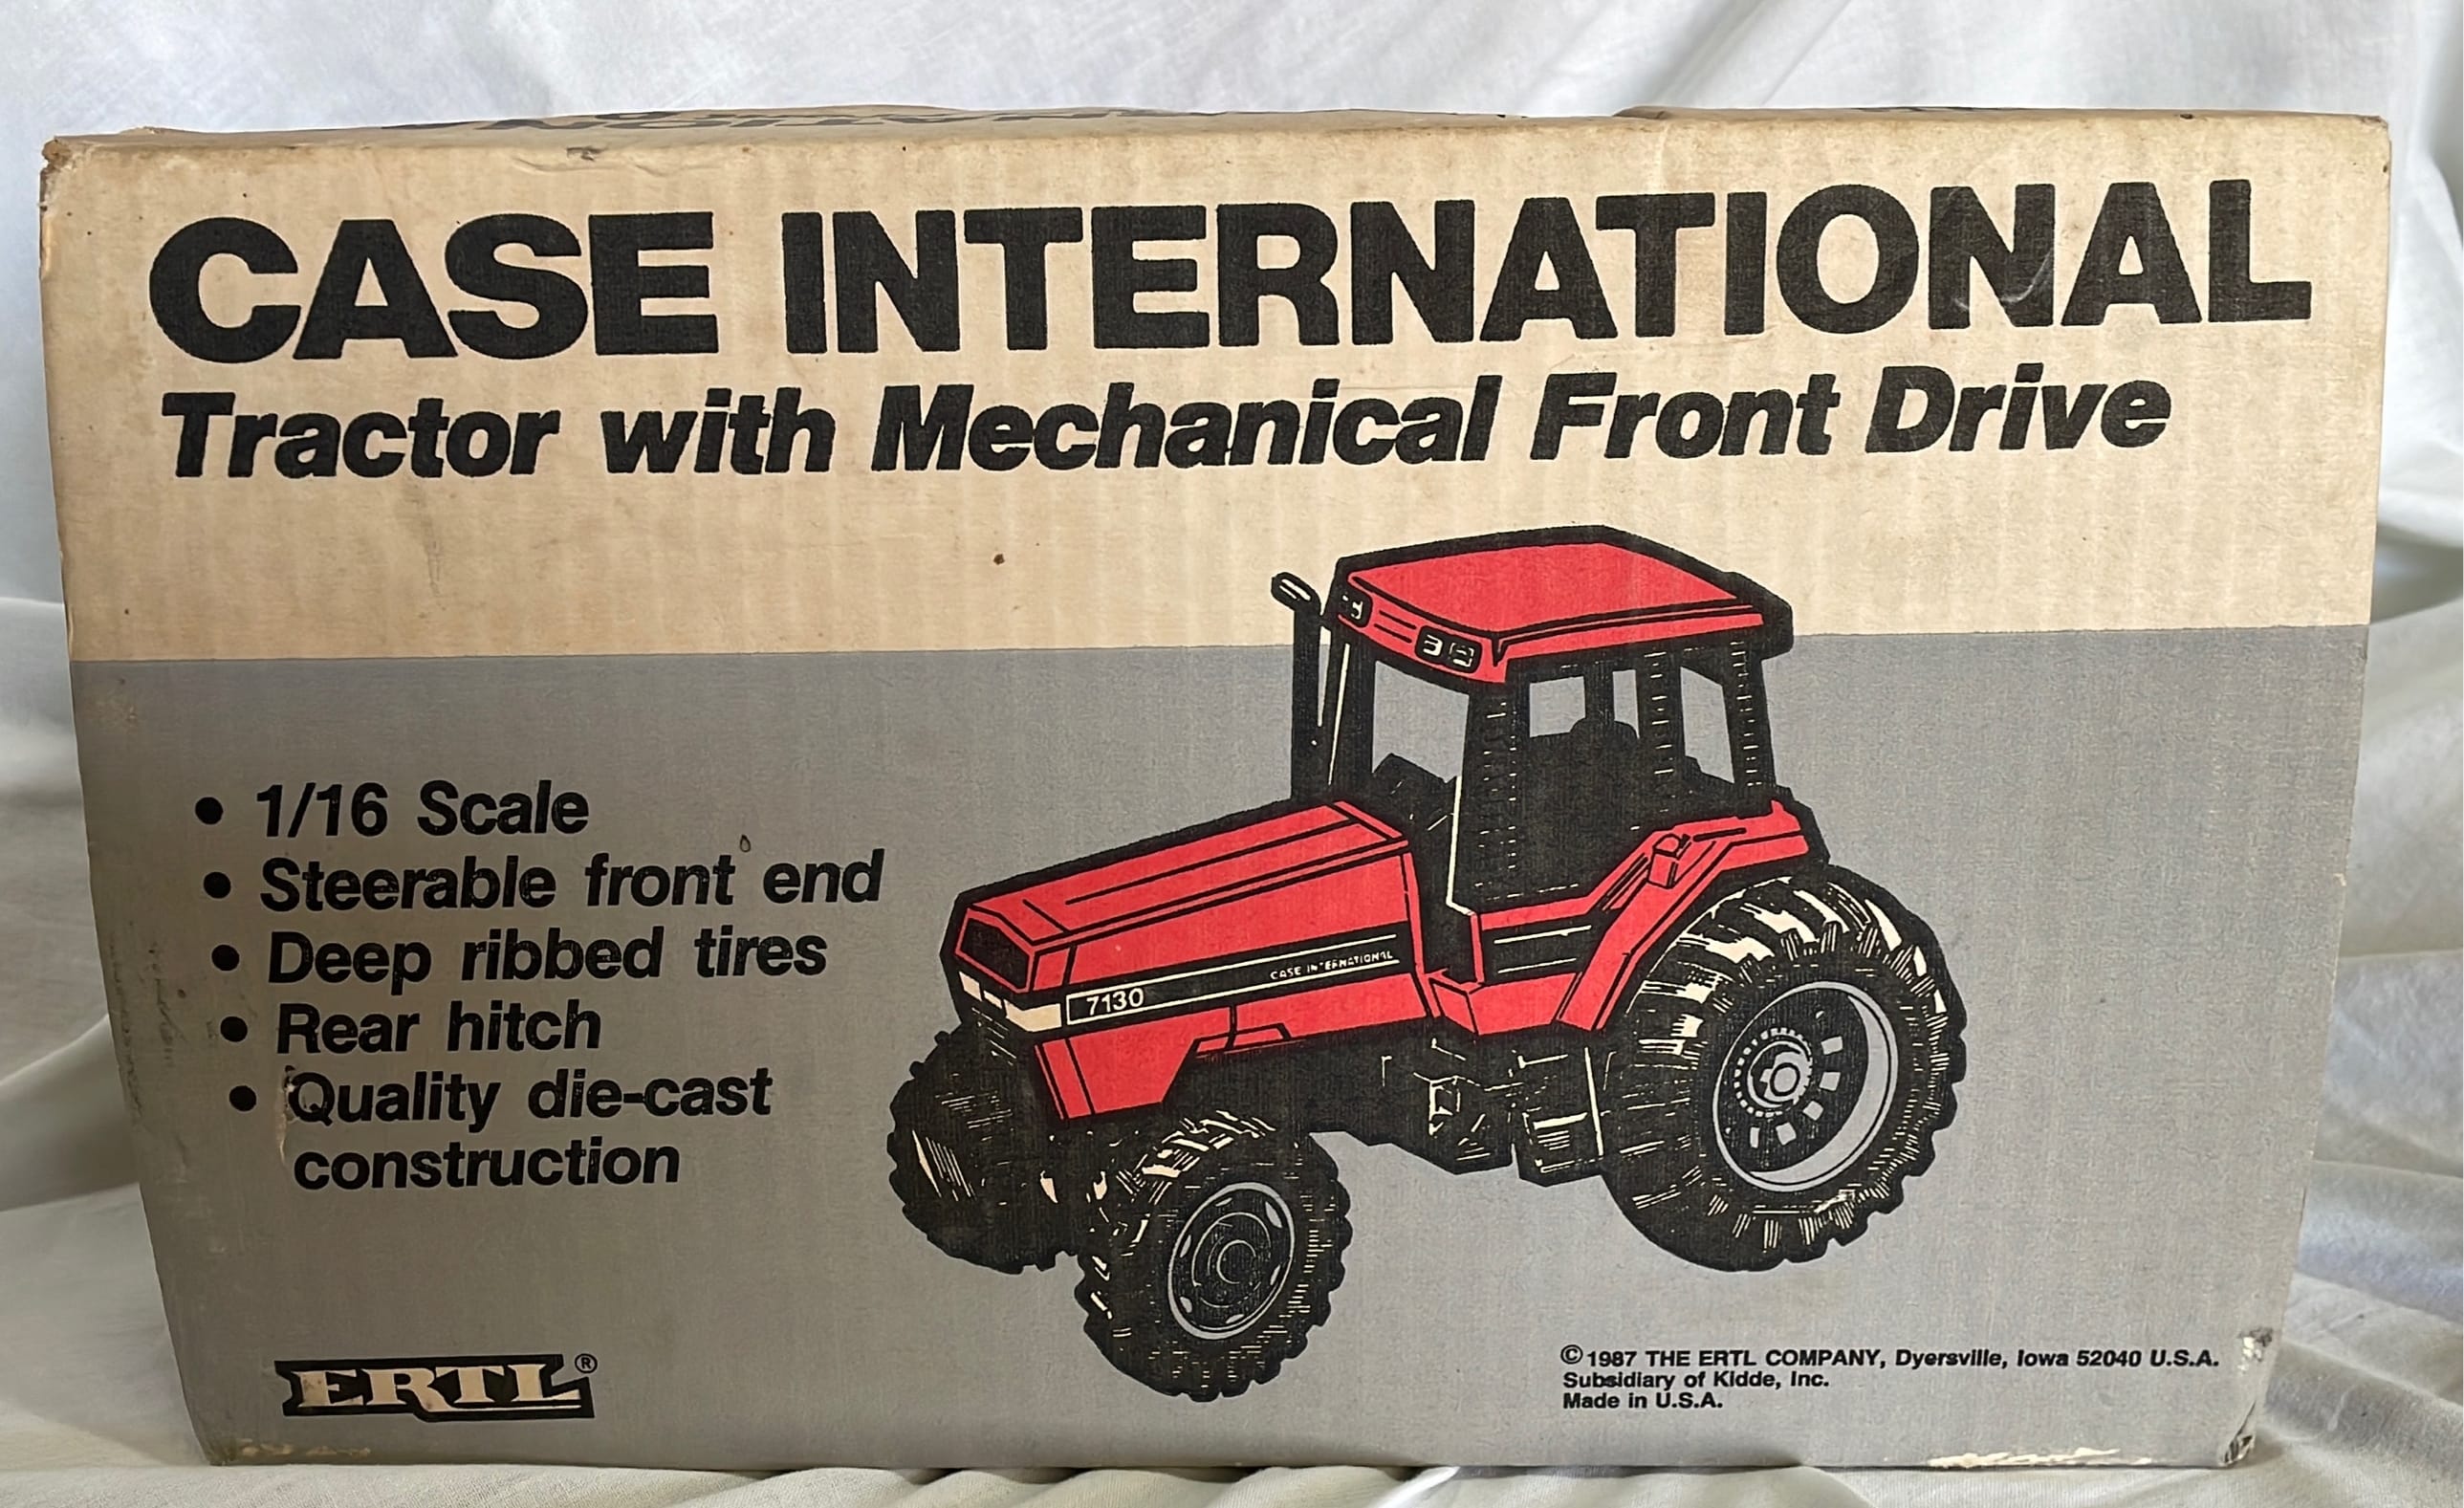 CASE INTERNATIONAL
Tractor with Mechanical Front Drive
• 1/16 Scale
• Steerable front end
• Deep ribbed tires
• Rear hitch
• Quality die-cast
construction
7130
CASE INTERNATIONAL
ERTL®
© 1987 THE ERTL COMPANY, Dyersville, Iowa 52040 U.S.A.
Subsidiary of Kidde, Inc.
Made in U.S.A.